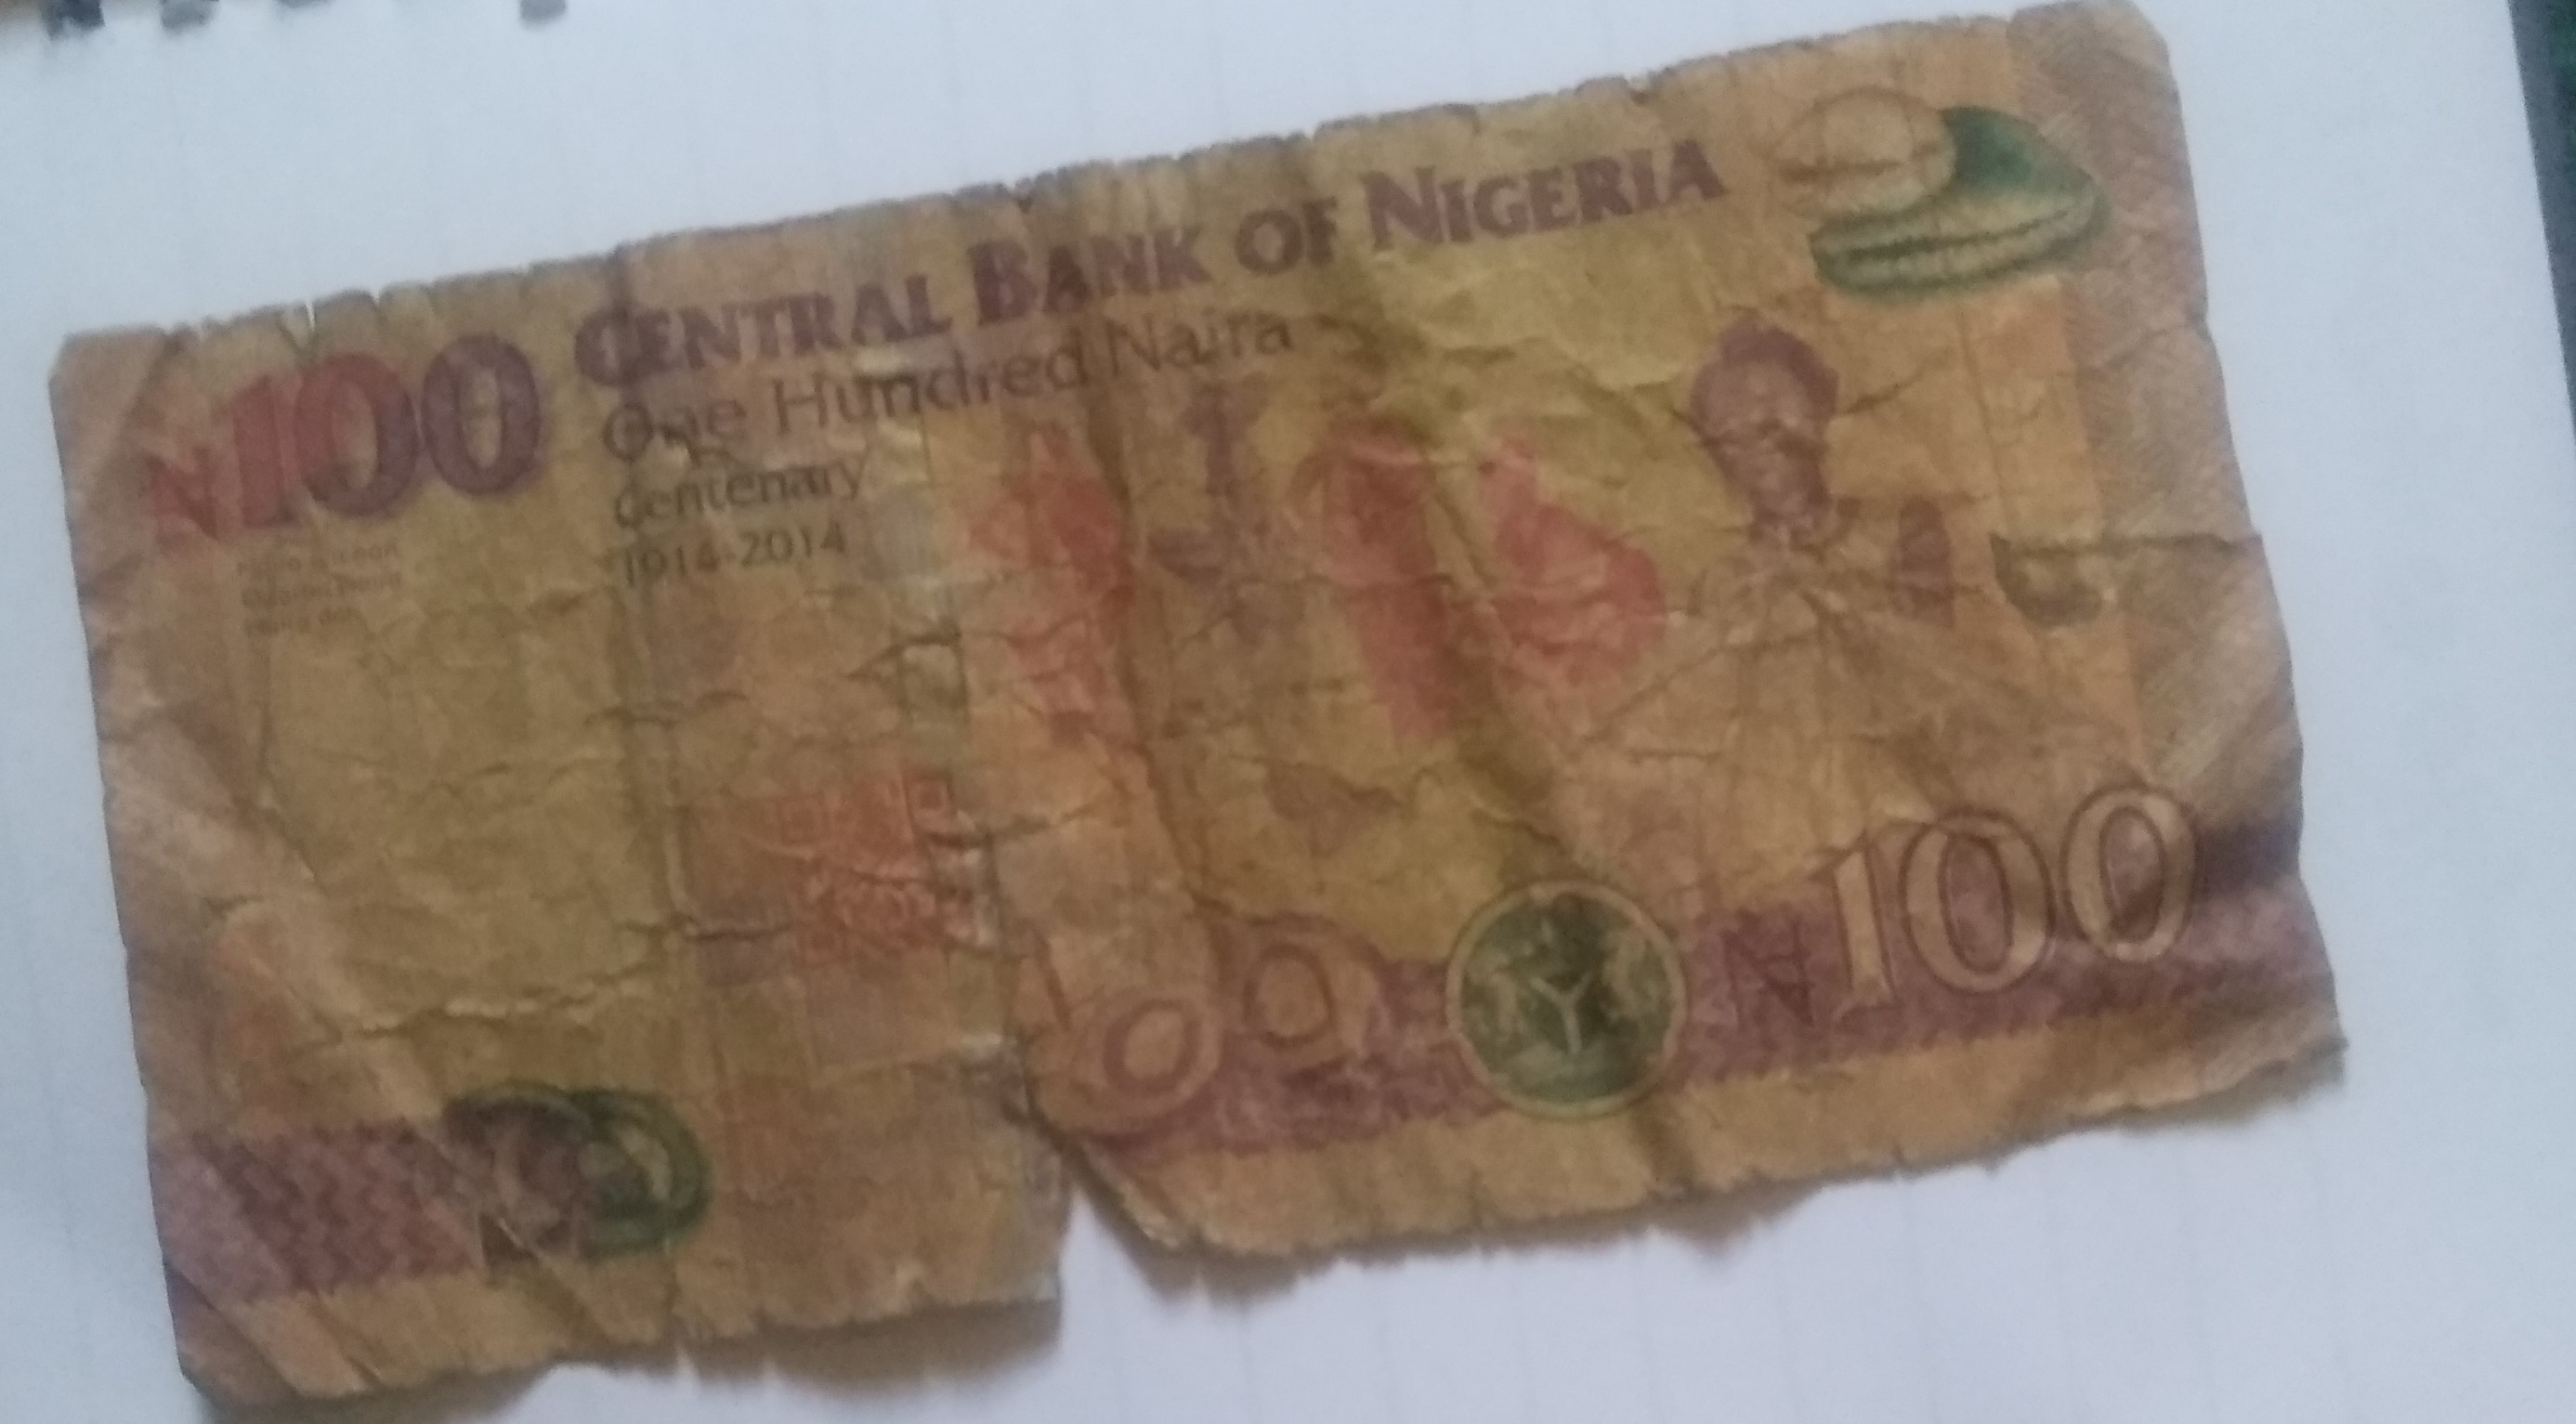 ₦100
CENTRAL BANK OF NIGERIA
One Hundred Naira
Centenary
1914-2014
₦100